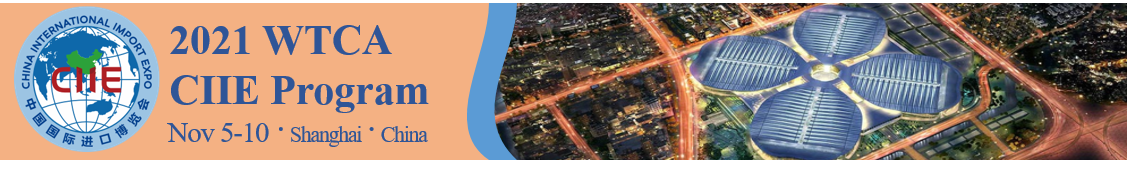 CHINA INTERNATIONAL IMPORT EXPO
CIIE
中国国际进口博览会
2021 WTCA
CIIE Program
Nov 5-10 · Shanghai · China